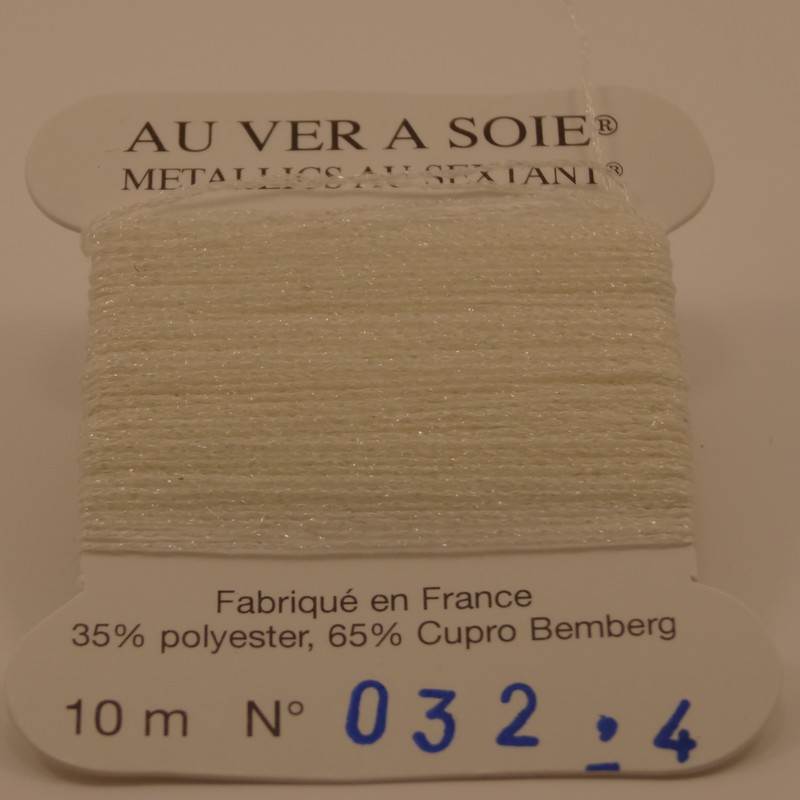 AU VER A SOIE®
METALLICS AU SEXTANT®
Fabriqué en France
35% polyester, 65% Cupro Bemberg
10 m N° 032 : 4